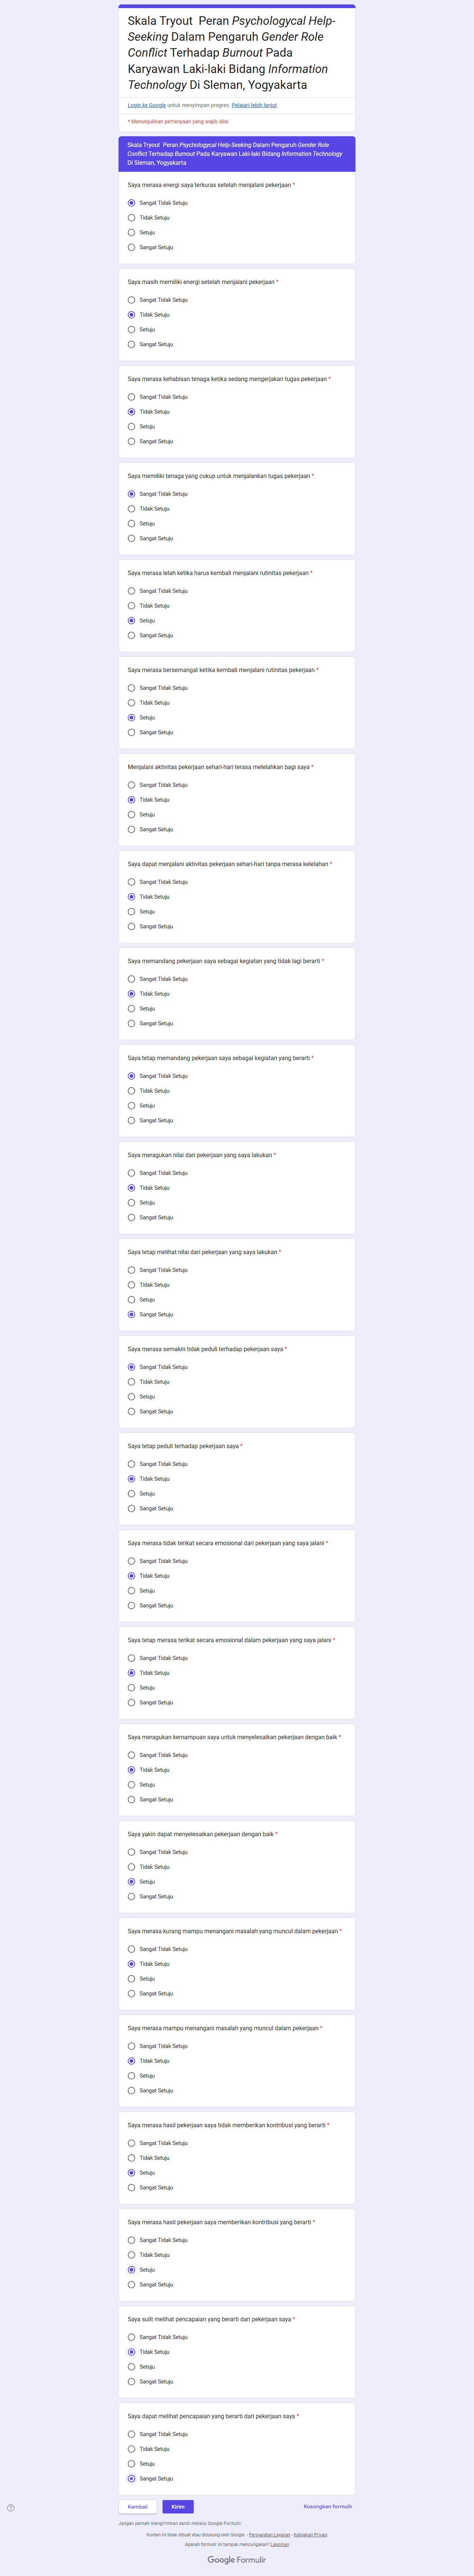 Skala Tryout  Peran Psychologycal Help-
Seeking Dalam Pengaruh Gender Role
Conflict Terhadap Burnout Pada
Karyawan Laki-laki Bidang Information
Technology Di Sleman, Yogyakarta
Login ke Google untuk menyimpan progres. Pelajari lebih lanjut
* Menunjukkan pertanyaan yang wajib diisi
Skala Tryout  Peran Psychologycal Help-Seeking Dalam Pengaruh Gender Role
Conflict Terhadap Burnout Pada Karyawan Laki-laki Bidang Information Technology
Di Sleman, Yogyakarta
Saya merasa energi saya terkuras setelah menjalani pekerjaan *
Sangat Tidak Setuju
Tidak Setuju
Setuju
Sangat Setuju
Saya masih memiliki energi setelah menjalani pekerjaan *
Sangat Tidak Setuju
Tidak Setuju
Setuju
Sangat Setuju
Saya merasa kehabisan tenaga ketika sedang mengerjakan tugas pekerjaan *
Sangat Tidak Setuju
Tidak Setuju
Setuju
Sangat Setuju
Saya memiliki tenaga yang cukup untuk menjalankan tugas pekerjaan *
Sangat Tidak Setuju
Tidak Setuju
Setuju
Sangat Setuju
Saya merasa lelah ketika harus kembali menjalani rutinitas pekerjaan *
Sangat Tidak Setuju
Tidak Setuju
Setuju
Sangat Setuju
Saya merasa bersemangat ketika kembali menjalani rutinitas pekerjaan *
Sangat Tidak Setuju
Tidak Setuju
Setuju
Sangat Setuju
Menjalani aktivitas pekerjaan sehari-hari terasa melelahkan bagi saya *
Sangat Tidak Setuju
Tidak Setuju
Setuju
Sangat Setuju
Saya dapat menjalani aktivitas pekerjaan sehari-hari tanpa merasa kelelahan *
Sangat Tidak Setuju
Tidak Setuju
Setuju
Sangat Setuju
Saya memandang pekerjaan saya sebagai kegiatan yang tidak lagi berarti *
Sangat Tidak Setuju
Tidak Setuju
Setuju
Sangat Setuju
Saya tetap memandang pekerjaan saya sebagai kegiatan yang berarti *
Sangat Tidak Setuju
Tidak Setuju
Setuju
Sangat Setuju
Saya meragukan nilai dari pekerjaan yang saya lakukan *
Sangat Tidak Setuju
Tidak Setuju
Setuju
Sangat Setuju
Saya tetap melihat nilai dari pekerjaan yang saya lakukan *
Sangat Tidak Setuju
Tidak Setuju
Setuju
Sangat Setuju
Saya merasa semakin tidak peduli terhadap pekerjaan saya *
Sangat Tidak Setuju
Tidak Setuju
Setuju
Sangat Setuju
Saya tetap peduli terhadap pekerjaan saya *
Sangat Tidak Setuju
Tidak Setuju
Setuju
Sangat Setuju
Saya merasa tidak terikat secara emosional dari pekerjaan yang saya jalani *
Sangat Tidak Setuju
Tidak Setuju
Setuju
Sangat Setuju
Saya tetap merasa terikat secara emosional dalam pekerjaan yang saya jalani *
Sangat Tidak Setuju
Tidak Setuju
Setuju
Sangat Setuju
Saya meragukan kemampuan saya untuk menyelesaikan pekerjaan dengan baik *
Sangat Tidak Setuju
Tidak Setuju
Setuju
Sangat Setuju
Saya yakin dapat menyelesaikan pekerjaan dengan baik *
Sangat Tidak Setuju
Tidak Setuju
Setuju
Sangat Setuju
Saya merasa kurang mampu menangani masalah yang muncul dalam pekerjaan *
Sangat Tidak Setuju
Tidak Setuju
Setuju
Sangat Setuju
Saya merasa mampu menangani masalah yang muncul dalam pekerjaan *
Sangat Tidak Setuju
Tidak Setuju
Setuju
Sangat Setuju
Saya merasa hasil pekerjaan saya tidak memberikan kontribusi yang berarti *
Sangat Tidak Setuju
Tidak Setuju
Setuju
Sangat Setuju
Saya merasa hasil pekerjaan saya memberikan kontribusi yang berarti *
Sangat Tidak Setuju
Tidak Setuju
Setuju
Sangat Setuju
Saya sulit melihat pencapaian yang berarti dari pekerjaan saya *
Sangat Tidak Setuju
Tidak Setuju
Setuju
Sangat Setuju
Saya dapat melihat pencapaian yang berarti dari pekerjaan saya *
Sangat Tidak Setuju
Tidak Setuju
Setuju
Sangat Setuju
Kembali
Kirim
Kosongkan formulir
Jangan pernah mengirimkan sandi melalui Google Formulir.
Konten ini tidak dibuat atau didukung oleh Google. - Persyaratan Layanan - Kebijakan Privasi
Apakah formulir ini tampak mencurigakan? Laporkan
Google Formulir